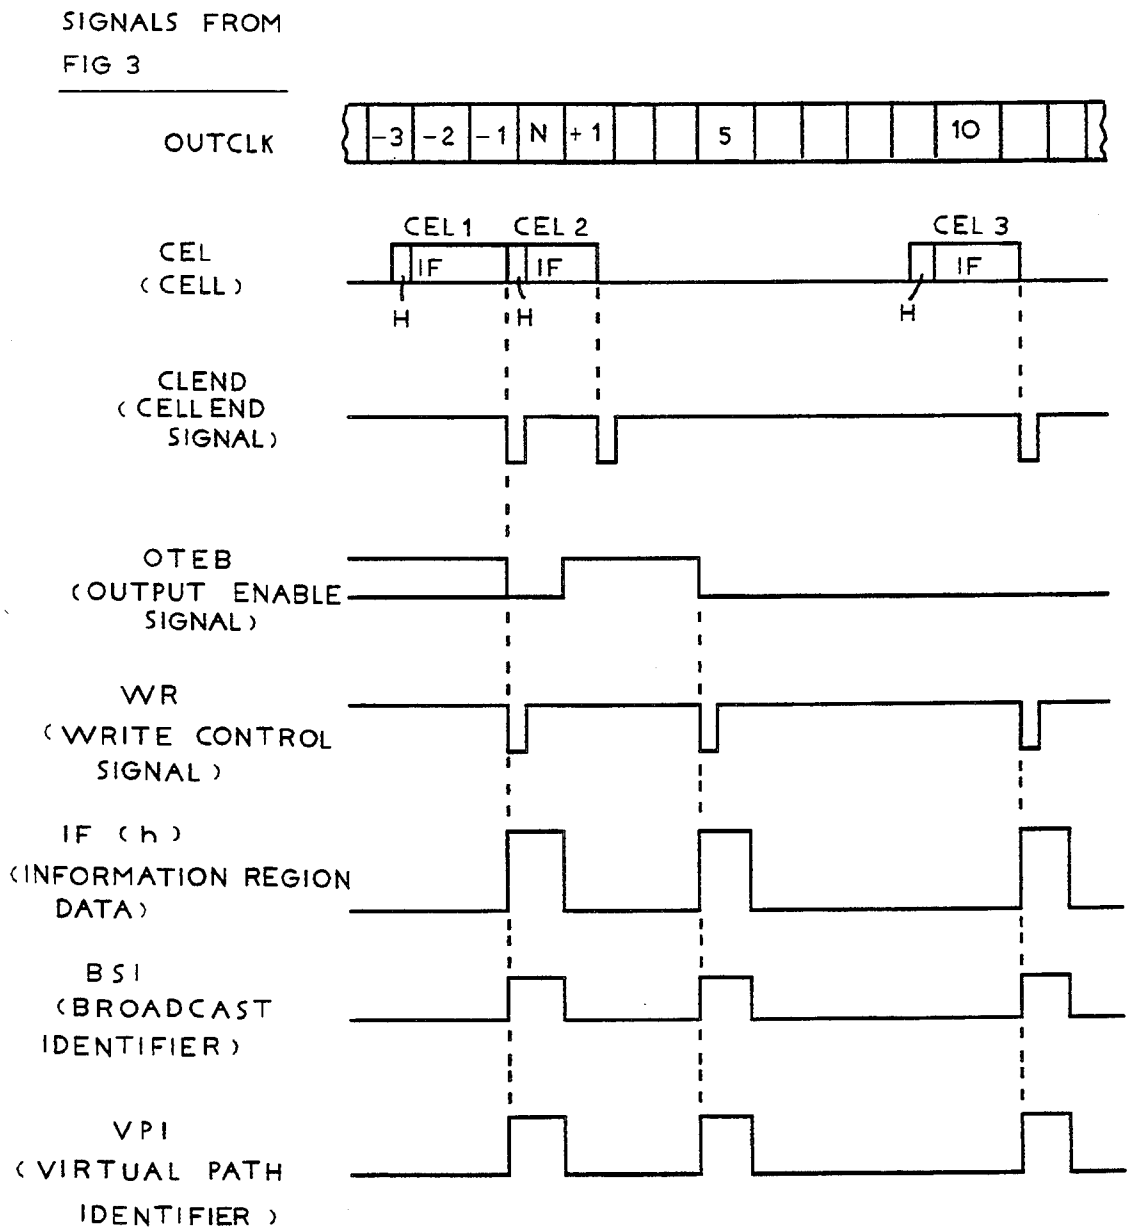 SIGNALS FROM
FIG 3
OUTCLK -3 -2 -1 N +1 5 10
CEL 1 CEL 2 CEL 3
CEL
(CELL)
IF IF IF
H H H
CLEND
(CELL END
SIGNAL)
OTEB
(OUTPUT ENABLE
SIGNAL)
WR
(WRITE CONTROL
SIGNAL)
IF (h)
(INFORMATION REGION
DATA)
BSI
(BROADCAST
IDENTIFIER)
VPI
(VIRTUAL PATH
IDENTIFIER)